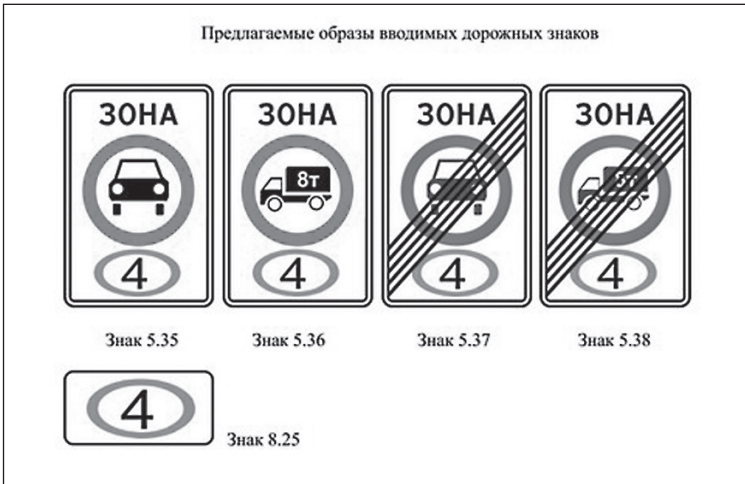 Предлагаемые образы вводимых дорожных знаков
ЗОНА ЗОНА ЗОНА ЗОНА
8т 8т
4 4 4 4
Знак 5.35 Знак 5.36 Знак 5.37 Знак 5.38
4
Знак 8.25